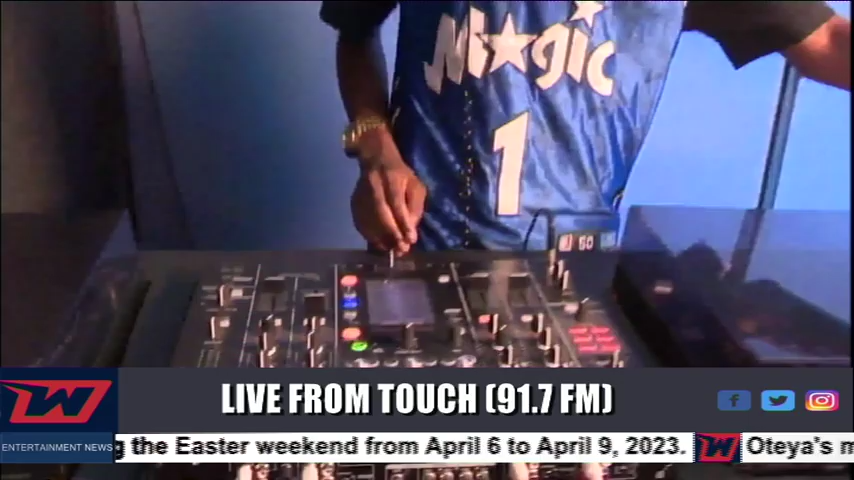 Magic
1
GO
W
LIVE FROM TOUCH (91.7 FM)
ENTERTAINMENT NEWS
g the Easter weekend from April 6 to April 9, 2023. W Oteya's m